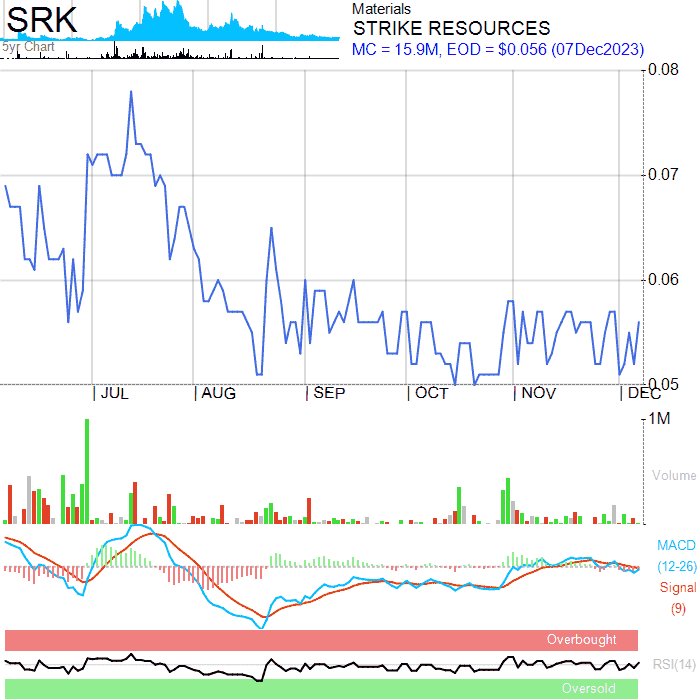 SRK
5yr Chart
Materials
STRIKE RESOURCES
MC = 15.9M, EOD = $0.056 (07Dec2023)
0.08
0.07
0.06
0.05
JUL AUG SEP OCT NOV DEC
1M
Volume
MACD
(12-26)
Signal
(9)
Overbought
RSI(14)
Oversold